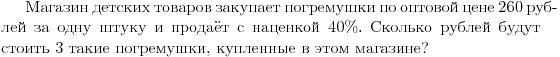 Магазин детских товаров закупает погремушки по оптовой цене 260 руб-
лей за одну штуку и продаёт с наценкой 40%. Сколько рублей будут
стоить 3 такие погремушки, купленные в этом магазине?